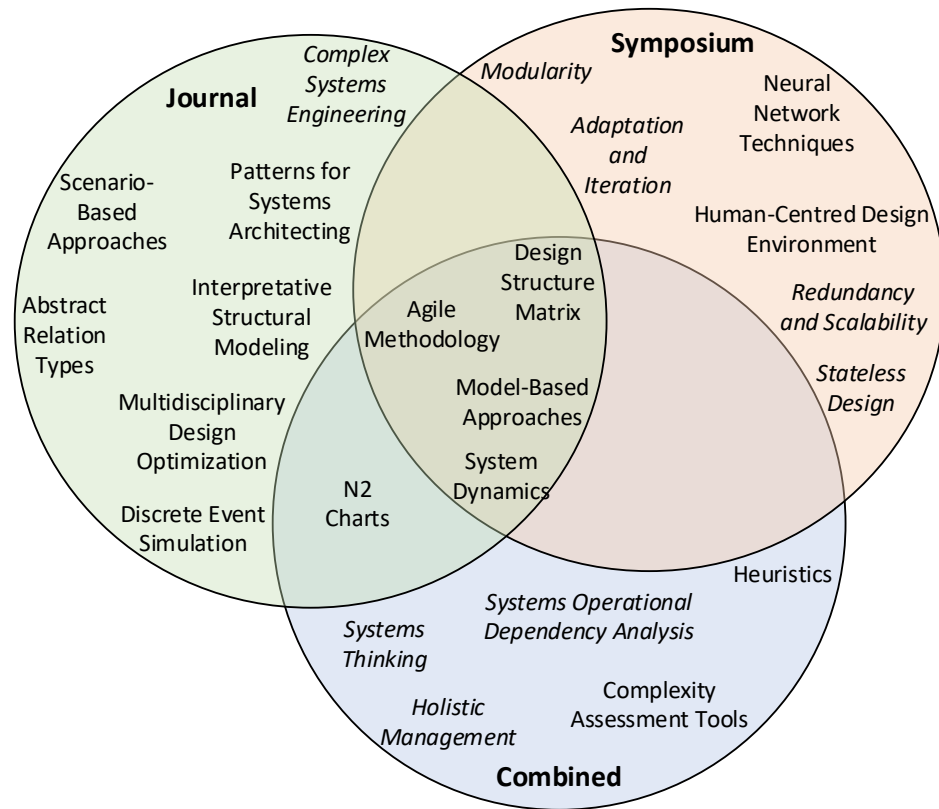 Journal
Complex
Systems
Engineering
Scenario-
Based
Approaches
Patterns for
Systems
Architecting
Abstract
Relation
Types
Interpretative
Structural
Modeling
Multidisciplinary
Design
Optimization
Discrete Event
Simulation
Symposium
Modularity
Neural
Network
Techniques
Adaptation
and
Iteration
Human-Centred Design
Environment
Redundancy
and Scalability
Stateless
Design
Design
Structure
Matrix
Agile
Methodology
Model-Based
Approaches
System
Dynamics
N2
Charts
Heuristics
Systems Operational
Dependency Analysis
Systems
Thinking
Complexity
Assessment Tools
Holistic
Management
Combined